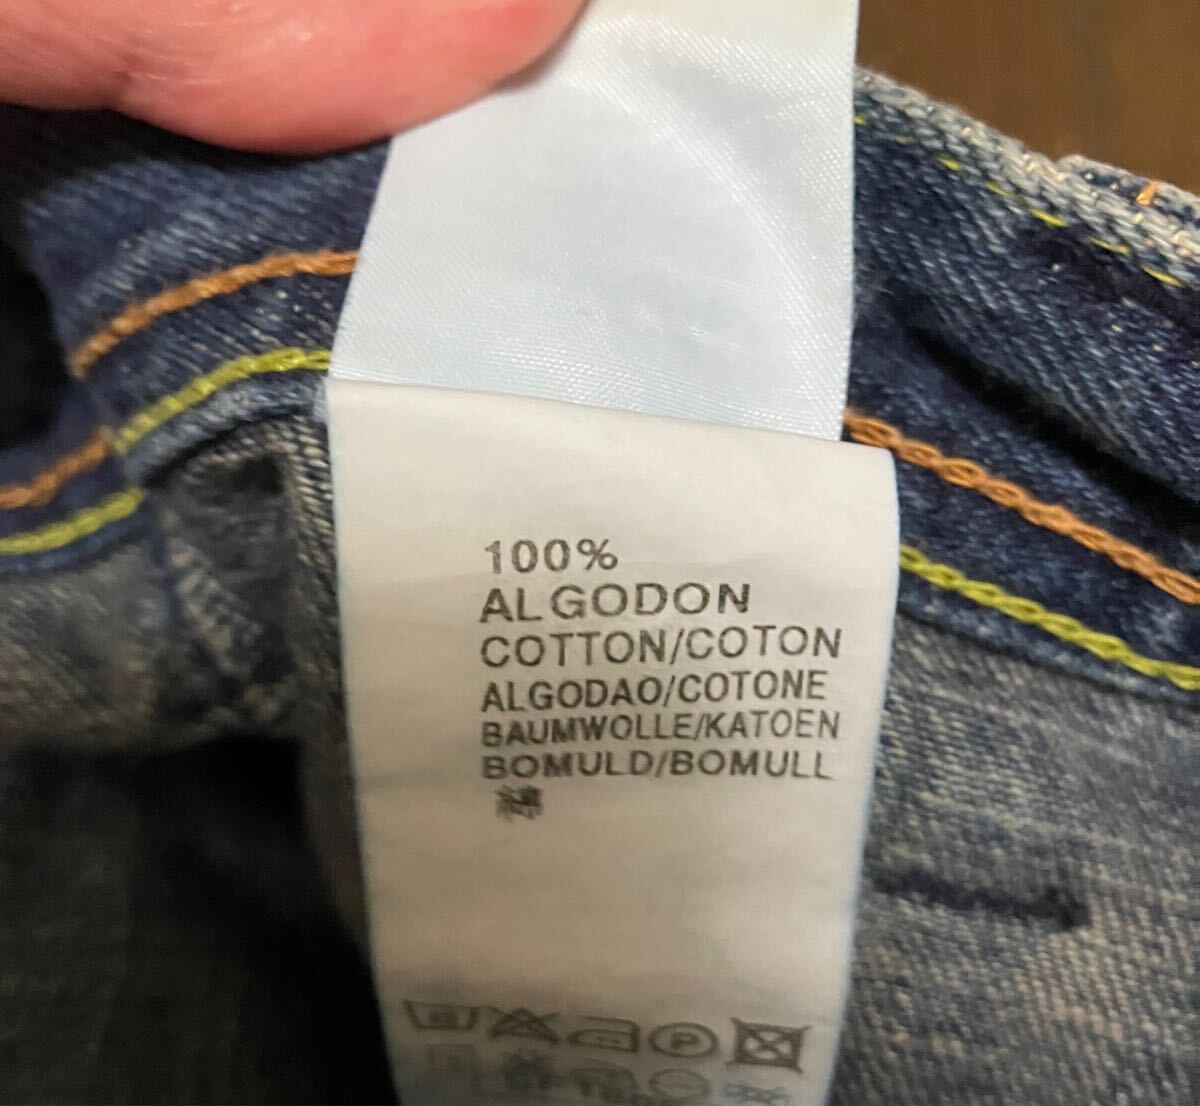 100%
ALGODON
COTTON/COTON
ALGODAO/COTONE
BAUMWOLLE/KATOEN
BOMULD/BOMULL
綿
P